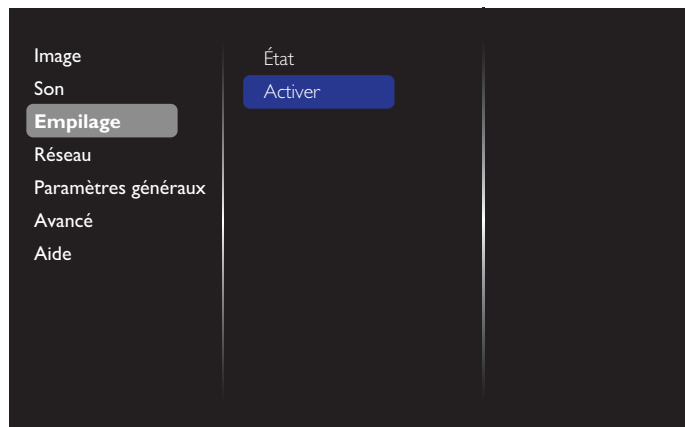 Image
Son
Empilage
Réseau
Paramètres généraux
Avancé
Aide
État
Activer